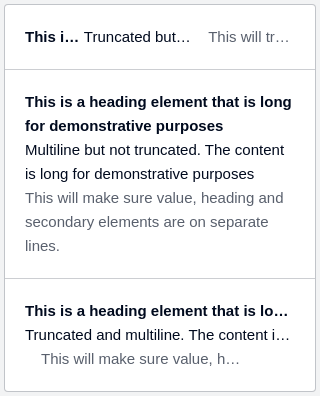 This i... Truncated but... This will tr...
This is a heading element that is long
for demonstrative purposes
Multiline but not truncated. The content
is long for demonstrative purposes
This will make sure value, heading and
secondary elements are on separate
lines.
This is a heading element that is lo...
Truncated and multiline. The content i...
This will make sure value, h...